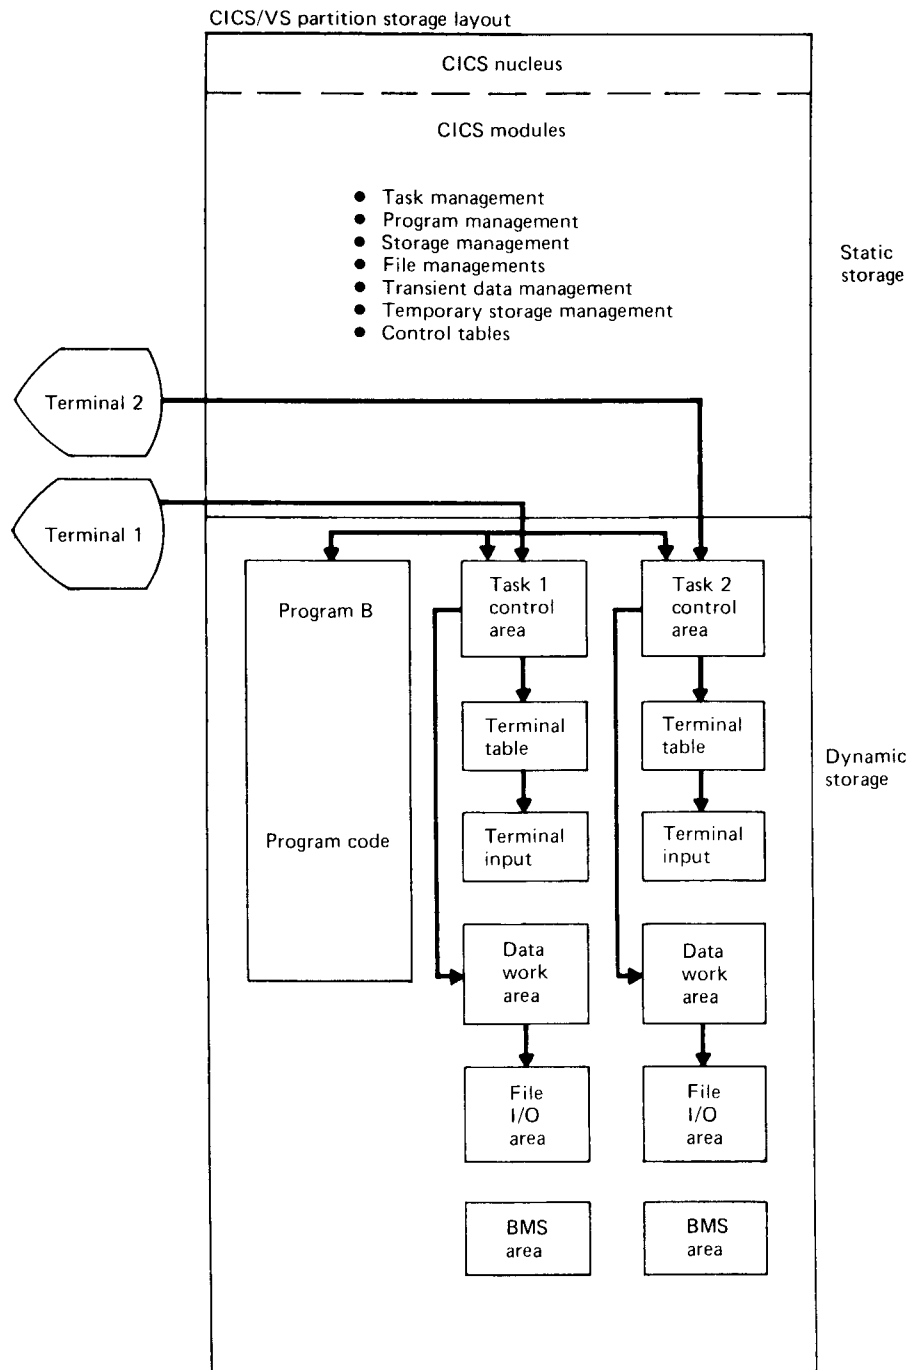 CICS/VS partition storage layout
CICS nucleus
CICS modules
● Task management
● Program management
● Storage management
● File managements
● Transient data management
● Temporary storage management
● Control tables
Static
storage
Terminal 2
Terminal 1
Program B
Program code
Task 1
control
area
Terminal
table
Terminal
input
Data
work
area
File
I/O
area
BMS
area
Task 2
control
area
Terminal
table
Terminal
input
Data
work
area
File
I/O
area
BMS
area
Dynamic
storage